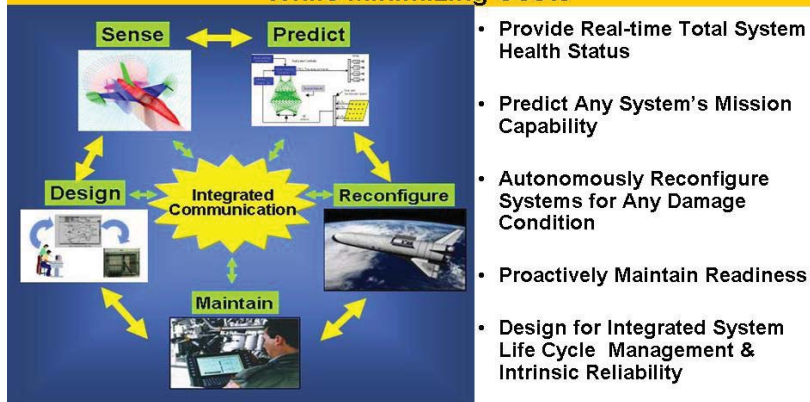 Sense
Predict
Design
Integrated
Communication
Reconfigure
Maintain
• Provide Real-time Total System
Health Status
• Predict Any System's Mission
Capability
• Autonomously Reconfigure
Systems for Any Damage
Condition
• Proactively Maintain Readiness
• Design for Integrated System
Life Cycle Management &
Intrinsic Reliability